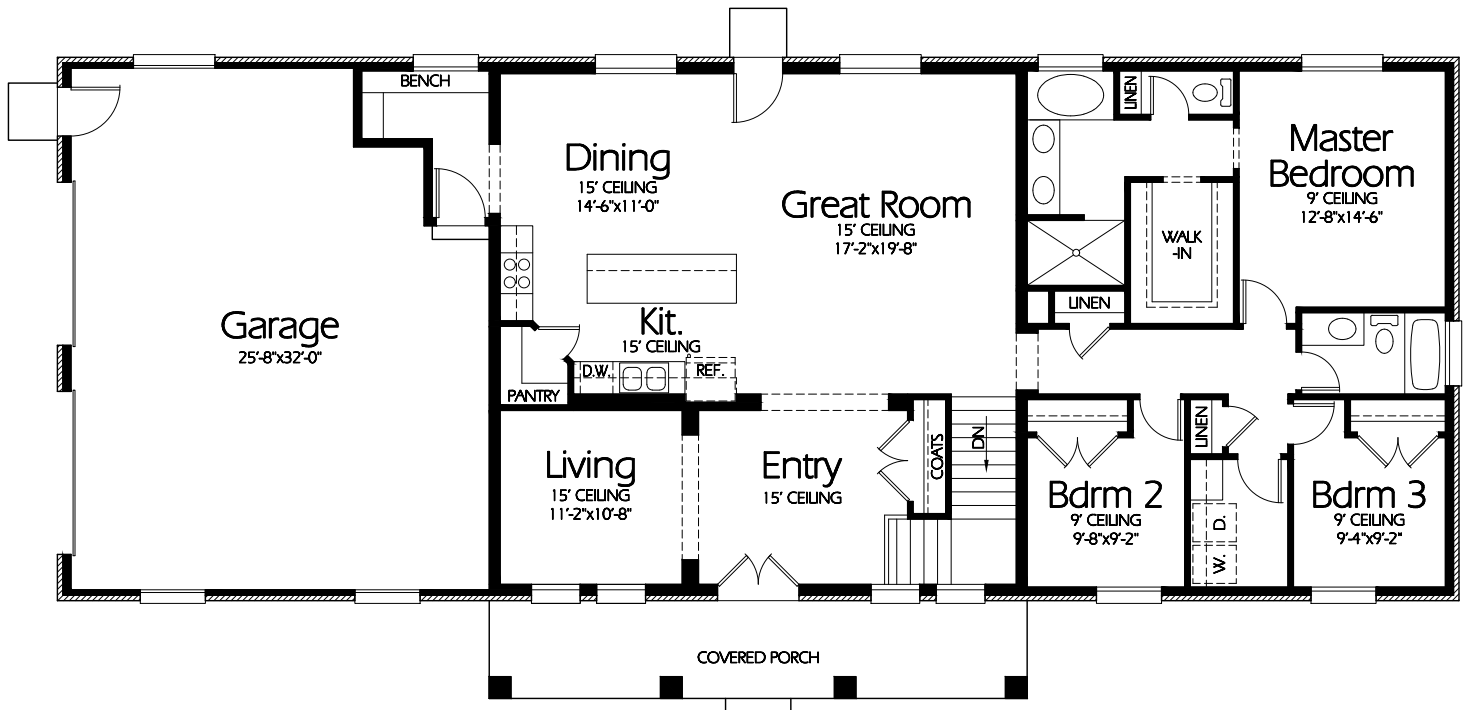 BENCH
LINEN
Dining
15' CEILING
14'-6"x11'-0"
Great Room
15' CEILING
17'-2"x19'-8"
Master
Bedroom
9' CEILING
12'-8"x14'-6"
WALK
-IN
LINEN
Garage
25'-8"x32'-0"
Kit.
15' CEILING
D.W.
REF.
PANTRY
Living
15' CEILING
11'-2"x10'-8"
Entry
15' CEILING
COATS
DN
LINEN
Bdrm 2
9' CEILING
9'-8"x9'-2"
D.
W.
Bdrm 3
9' CEILING
9'-4"x9'-2"
COVERED PORCH